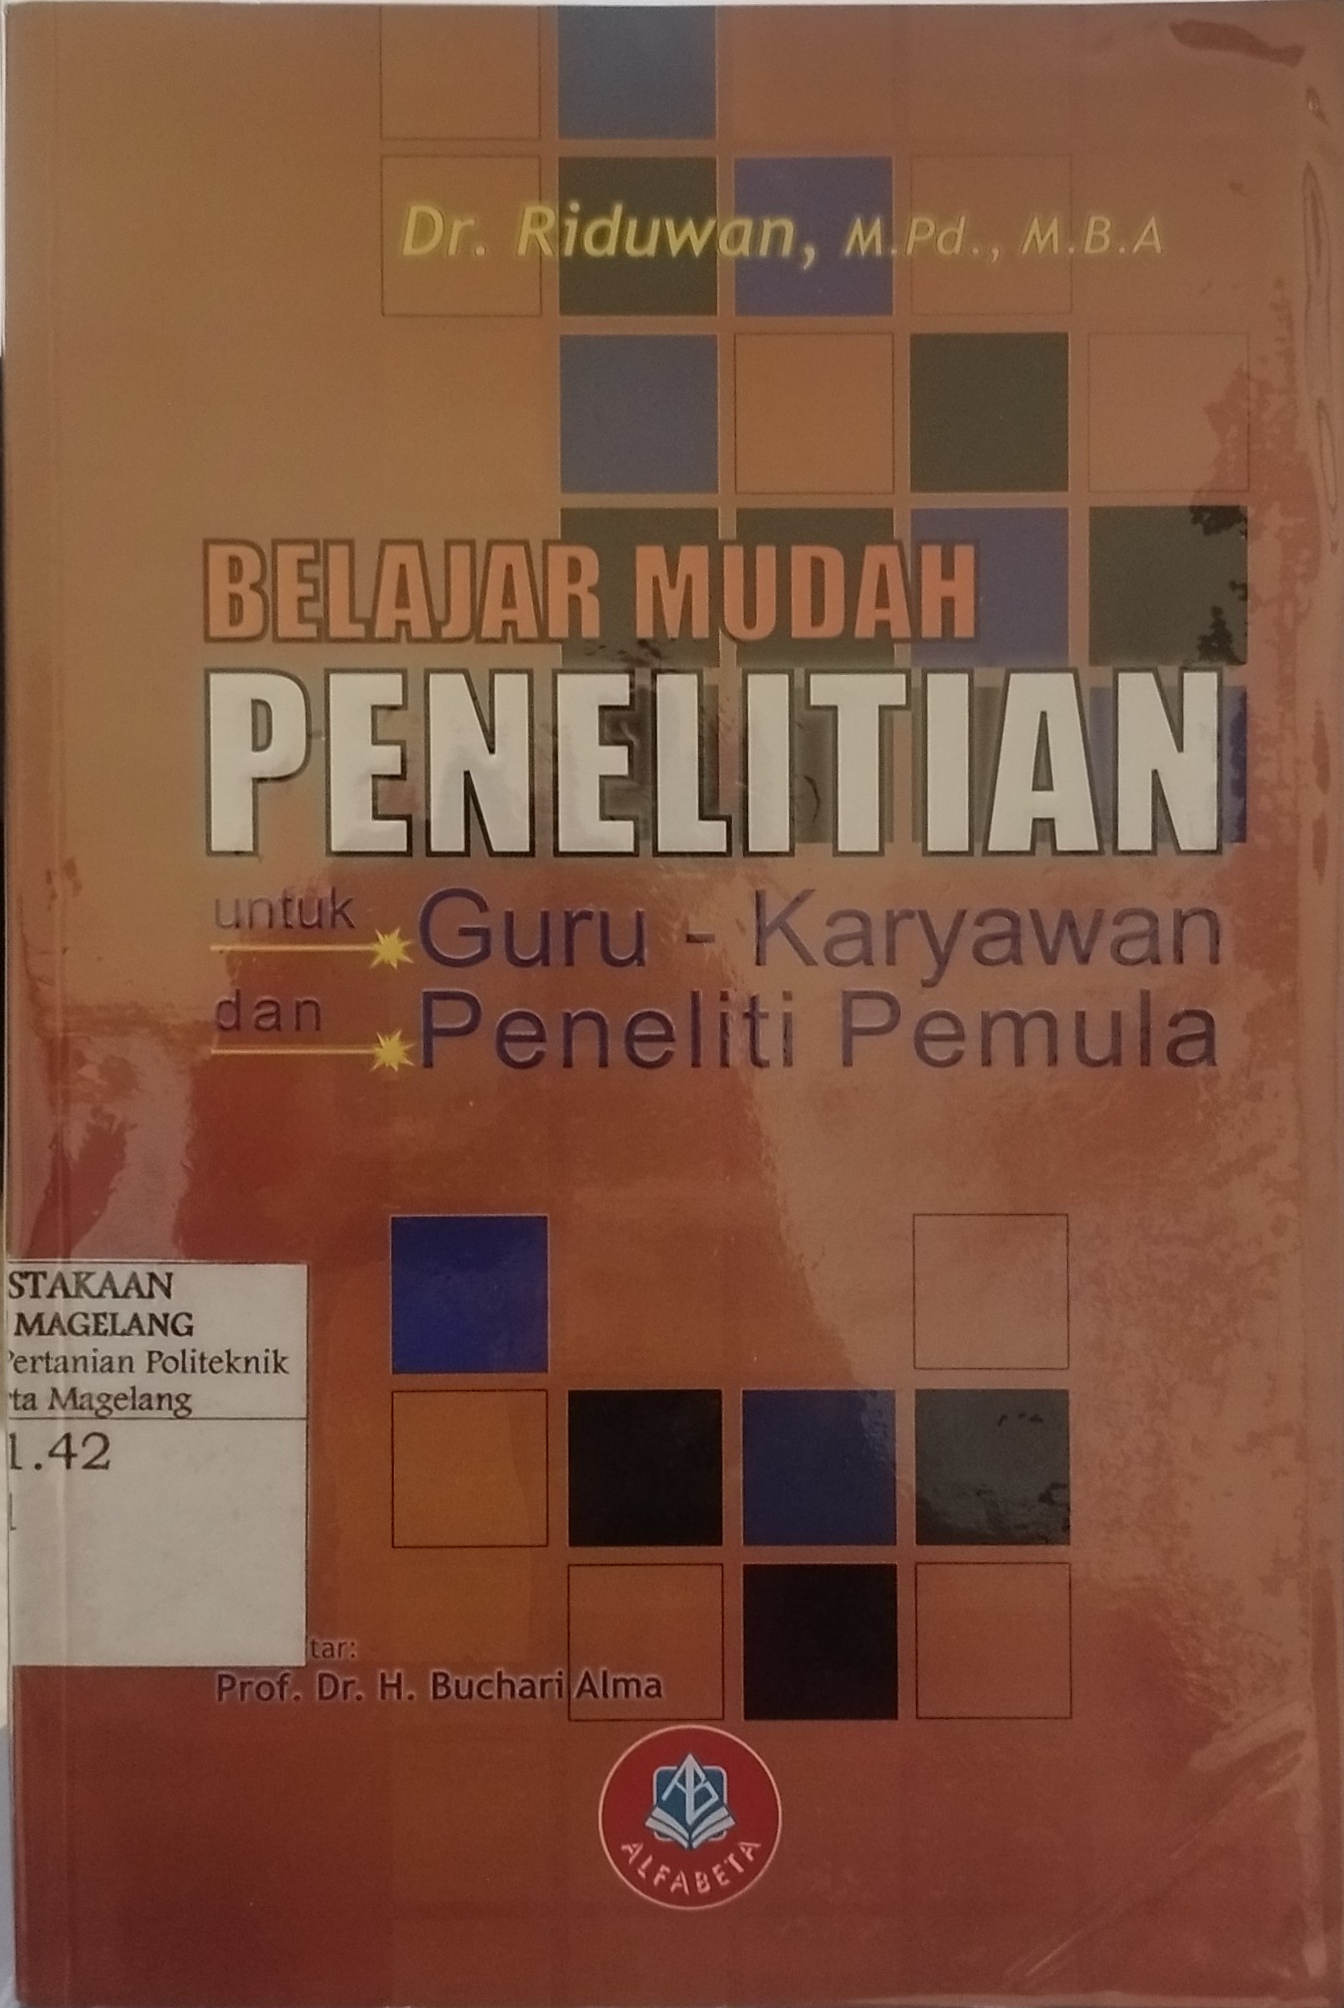 Dr. Riduwan, M.Pd., M.B.A
BELAJAR MUDAH
PENELITIAN
untuk Guru - Karyawan
dan Peneliti Pemula
STAKAAN
MAGELANG
Pertanian Politeknik
ta Magelang
1.42
tar:
Prof. Dr. H. Buchari Alma
ALFABETA